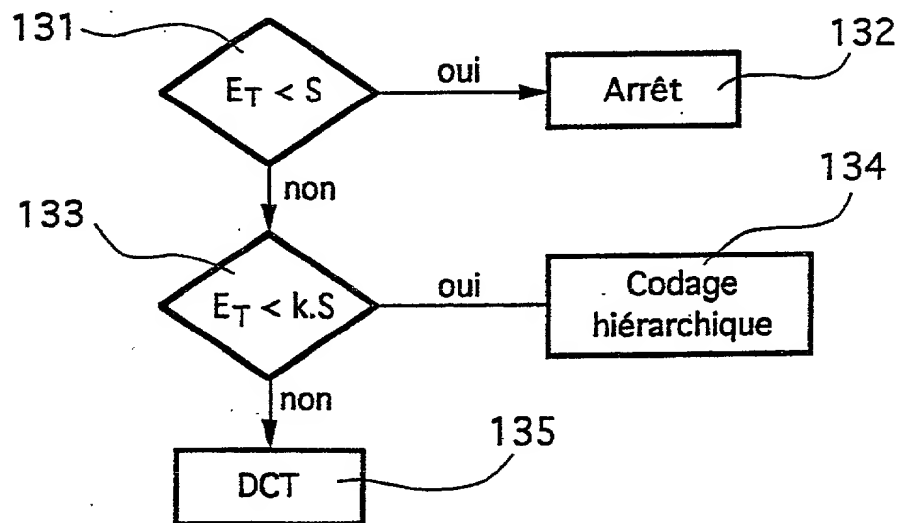 131
E_T < S
oui
Arrêt
132
non
133
E_T < k.S
oui
Codage
hiérarchique
134
non
DCT
135